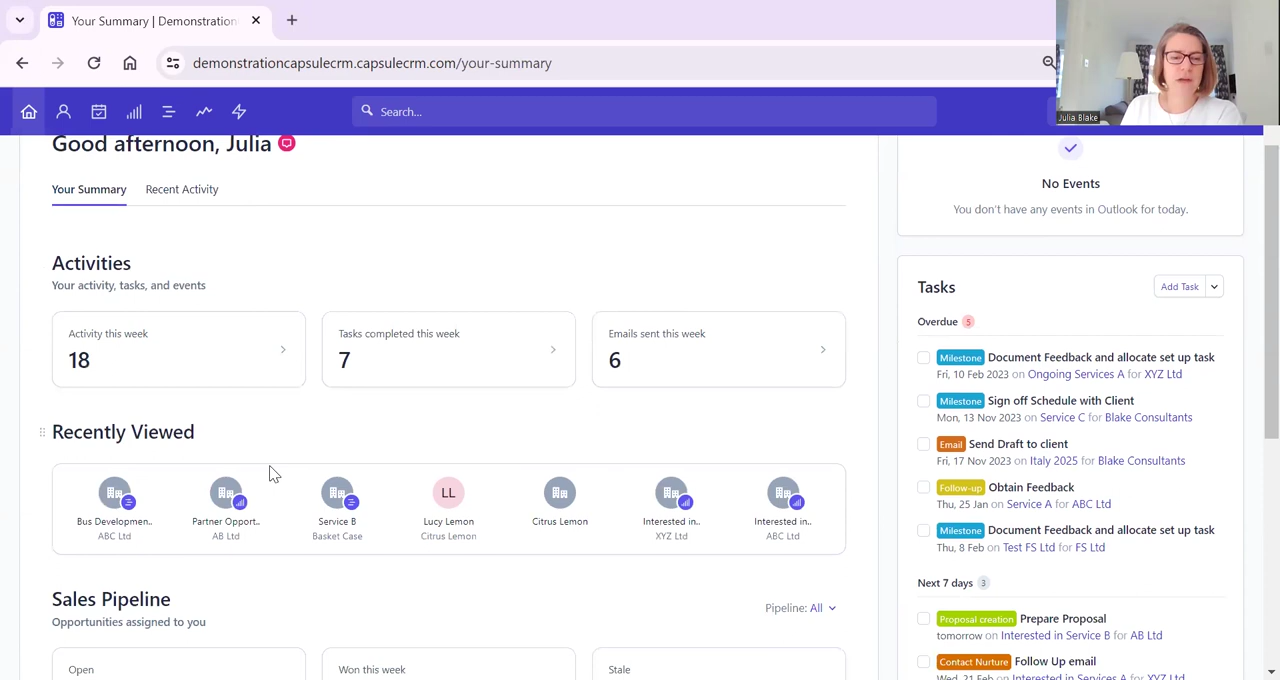 Your Summary | Demonstration
demonstrationcapsulecrm.capsulecrm.com/your-summary
Search...
Julia Blake
Good afternoon, Julia
Your Summary
Recent Activity
Activities
Your activity, tasks, and events
Activity this week
18
Tasks completed this week
7
Emails sent this week
6
Recently Viewed
Bus Developmen..
ABC Ltd
Partner Opport..
AB Ltd
Service B
Basket Case
LL
Lucy Lemon
Citrus Lemon
Citrus Lemon
Interested in..
XYZ Ltd
Interested in..
ABC Ltd
Sales Pipeline
Opportunities assigned to you
Pipeline: All
Open
Won this week
Stale
No Events
You don't have any events in Outlook for today.
Tasks
Add Task
Overdue 5
Milestone Document Feedback and allocate set up task
Fri, 10 Feb 2023 on Ongoing Services A for XYZ Ltd
Milestone Sign off Schedule with Client
Mon, 13 Nov 2023 on Service C for Blake Consultants
Email Send Draft to client
Fri, 17 Nov 2023 on Italy 2025 for Blake Consultants
Follow-up Obtain Feedback
Thu, 25 Jan on Service A for ABC Ltd
Milestone Document Feedback and allocate set up task
Thu, 8 Feb on Test FS Ltd for FS Ltd
Next 7 days 3
Proposal creation Prepare Proposal
tomorrow on Interested in Service B for AB Ltd
Contact Nurture Follow Up email
Wed, 21 Feb on Interested in Services A for XYZ Ltd